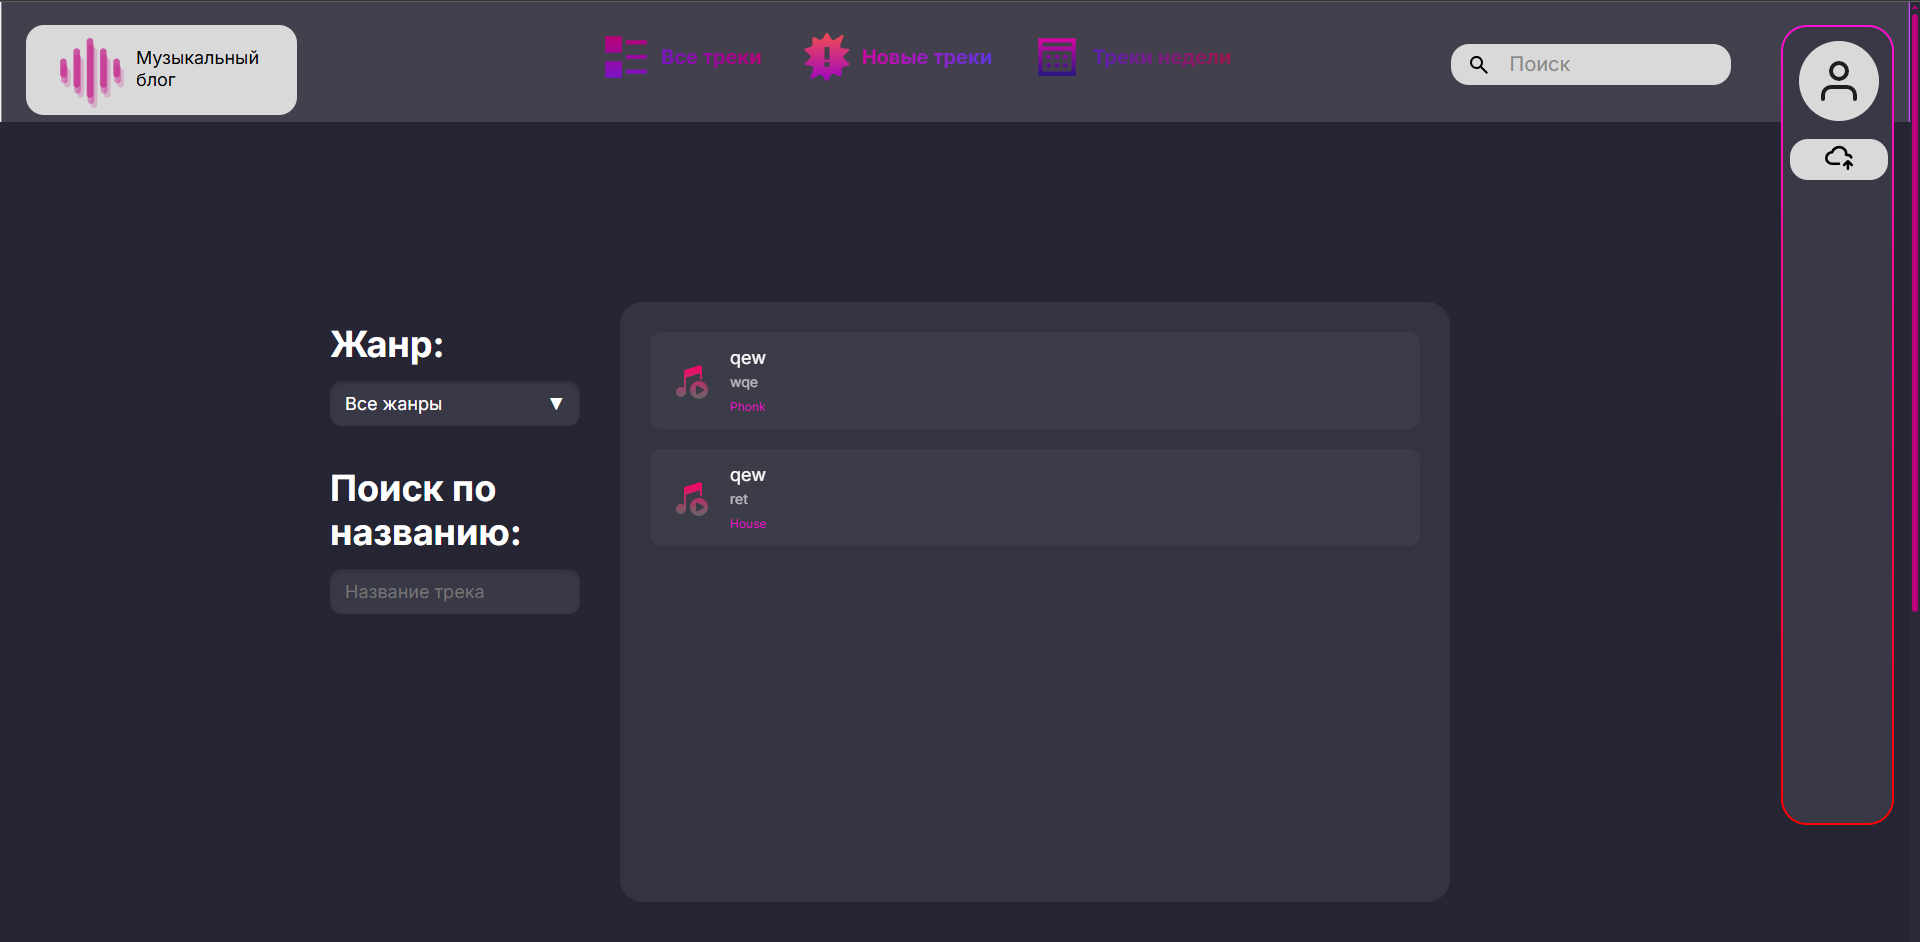 Музыкальный
блог
Все треки
Новые треки
Треки недели
Поиск
Жанр:
Все жанры
Поиск по
названию:
Название трека
qew
wqe
Phonk
qew
ret
House